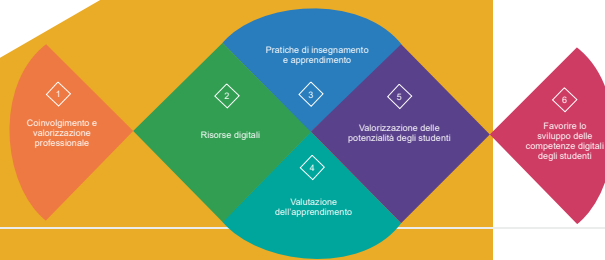 1
Coinvolgimento e
valorizzazione
professionale
2
Risorse digitali
Pratiche di insegnamento
e apprendimento
3
4
Valutazione
dell'apprendimento
5
Valorizzazione delle
potenzialità degli studenti
6
Favorire lo
sviluppo delle
competenze digitali
degli studenti